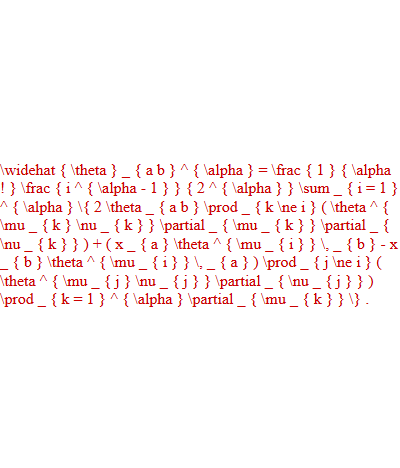 \widehat { \theta } _ { a b } ^ { \alpha } = \frac { 1 } { \alpha
! } \frac { i ^ { \alpha - 1 } } { 2 ^ { \alpha } } \sum _ { i = 1 }
^ { \alpha } \{ 2 \theta _ { a b } \prod _ { k \ne i } ( \theta ^ {
\mu _ { k } \nu _ { k } } \partial _ { \mu _ { k } } \partial _ {
\nu _ { k } } ) + ( x _ { a } \theta ^ { \mu _ { i } } \, _ { b } - x
_ { b } \theta ^ { \mu _ { i } } \, _ { a } ) \prod _ { j \ne i } (
\theta ^ { \mu _ { j } \nu _ { j } } \partial _ { \nu _ { j } } )
\prod _ { k = 1 } ^ { \alpha } \partial _ { \mu _ { k } } \} .